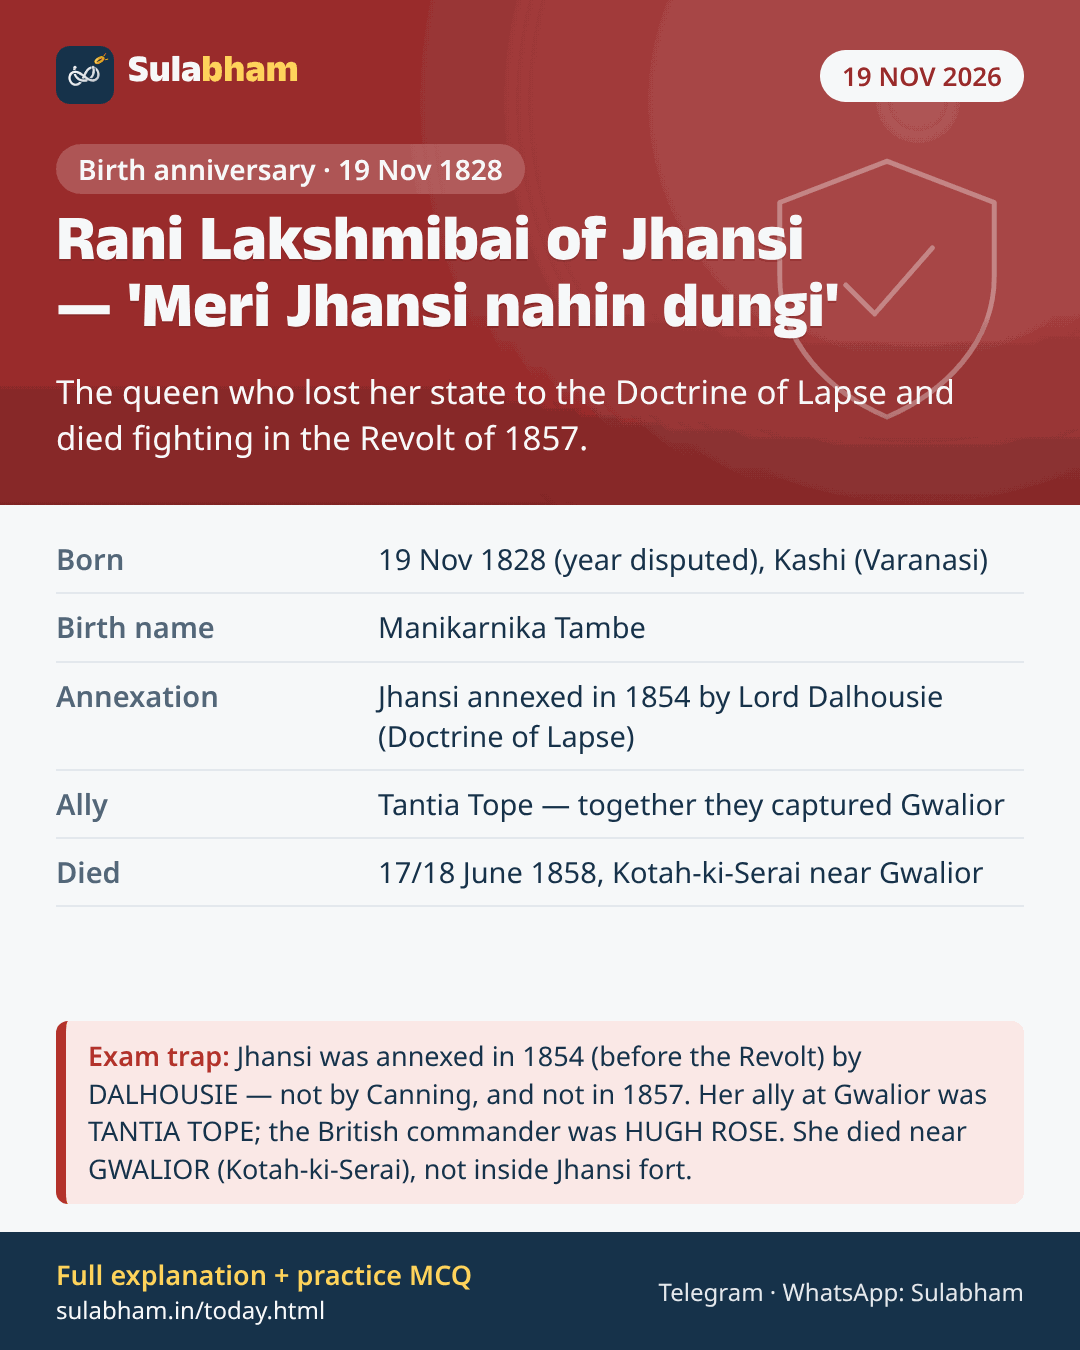 Sulabham
19 NOV 2026
Birth anniversary · 19 Nov 1828
Rani Lakshmibai of Jhansi
— 'Meri Jhansi nahin dungi'
The queen who lost her state to the Doctrine of Lapse and
died fighting in the Revolt of 1857.
Born 19 Nov 1828 (year disputed), Kashi (Varanasi)
Birth name Manikarnika Tambe
Annexation Jhansi annexed in 1854 by Lord Dalhousie
(Doctrine of Lapse)
Ally Tantia Tope — together they captured Gwalior
Died 17/18 June 1858, Kotah-ki-Serai near Gwalior
Exam trap: Jhansi was annexed in 1854 (before the Revolt) by
DALHOUSIE — not by Canning, and not in 1857. Her ally at Gwalior was
TANTIA TOPE; the British commander was HUGH ROSE. She died near
GWALIOR (Kotah-ki-Serai), not inside Jhansi fort.
Full explanation + practice MCQ
sulabham.in/today.html
Telegram · WhatsApp: Sulabham